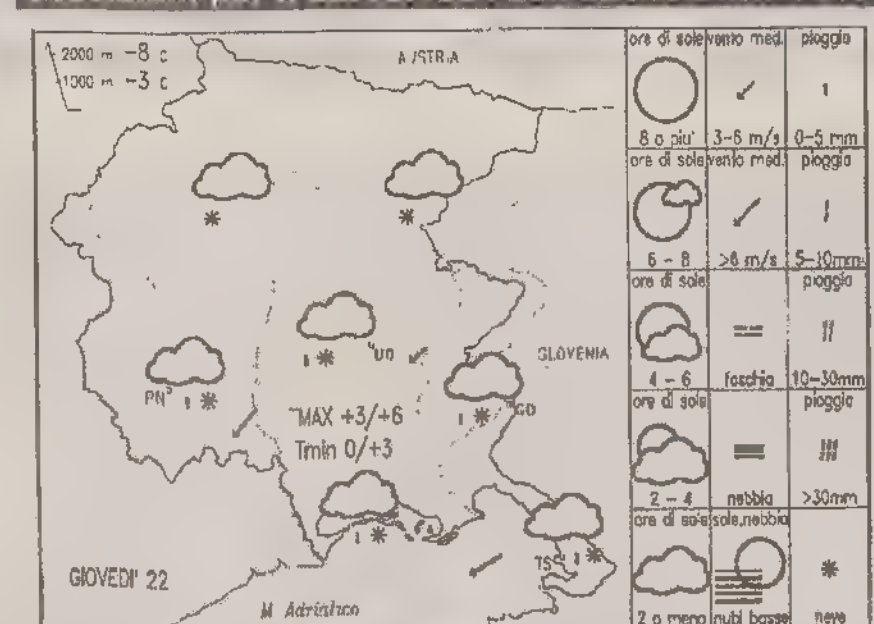 2000 m -8 c
1000 m -3 c
AUSTRIA
SLOVENIA
UD
PN
GO
TMAX +3/+6
Tmin 0/+3
TS
GIOVEDI' 22
M Adriatico
ore di sole vento med. pioggia
8 o piu' 3-6 m/s 0-5 mm
ore di sole vento med. pioggia
6 - 8 >6 m/s 5-10mm
ore di sole pioggia
4 - 6 foschia 10-30mm
ore di sole pioggia
2 - 4 nebbia >30mm
ore di sole sole,nebbia
2 o meno nubi basse neve